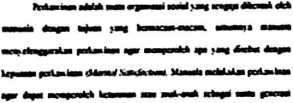 Perkawinan adalah suatu organisasi sosial yang sengaja dibentuk oleh
manusia dengan tujuan yang bermacam-macam, umumnya manusia
menyelenggarakan perkawinan agar memperoleh apa yang disebut dengan
kepuasan perkawinan (Marital Satisfaction). Manusia melakukan perkawinan
agar dapat memperoleh keturunan atau anak-anak sebagai suatu generasi